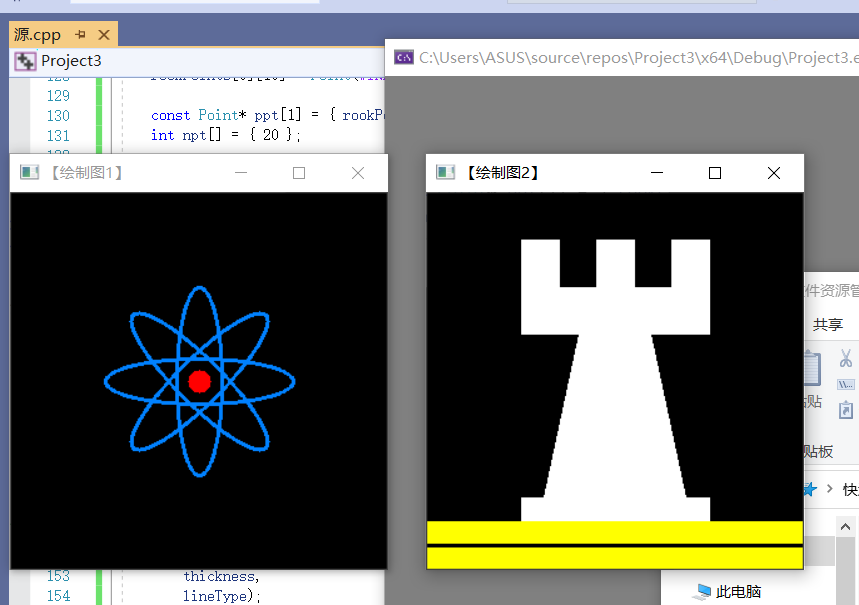 源.cpp
Project3
C:\Users\ASUS\source\repos\Project3\x64\Debug\Project3.e
129
130 const Point* ppt[1] = { rookP
131 int npt[] = { 20 };
【绘制图1】
【绘制图2】
件资源管
共享
粘贴
贴板
快
此电脑
153 thickness,
154 lineType);